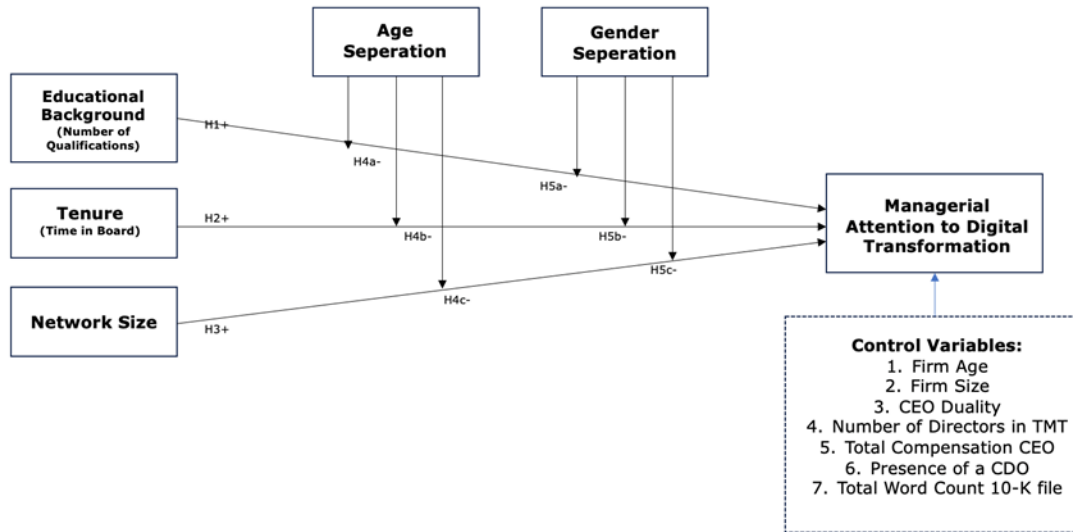 Age
Seperation
Gender
Seperation
Educational
Background
(Number of
Qualifications)
H1+
H4a-
H5a-
Tenure
(Time in Board)
H2+
H4b-
H5b-
Managerial
Attention to Digital
Transformation
Network Size
H3+
H4c-
H5c-
Control Variables:
1. Firm Age
2. Firm Size
3. CEO Duality
4. Number of Directors in TMT
5. Total Compensation CEO
6. Presence of a CDO
7. Total Word Count 10-K file